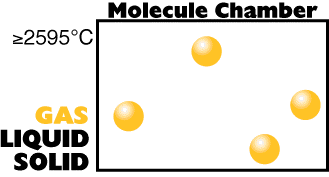 Molecule Chamber
≥2595°C
GAS
LIQUID
SOLID